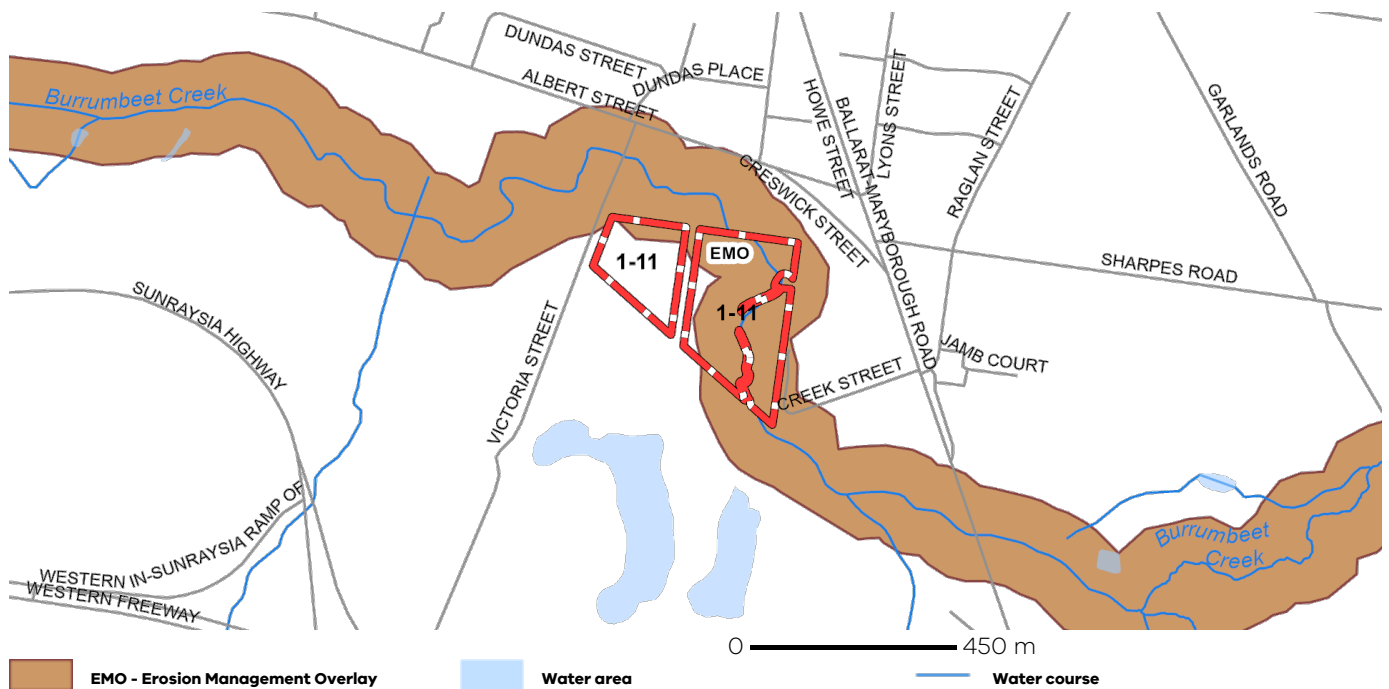 DUNDAS STREET
DUNDAS PLACE
ALBERT STREET
Burrumbeet Creek
HOWE STREET
BALLARAT-MARYBOROUGH ROAD
LYONS STREET
RAGLAN STREET
GARLANDS ROAD
CRESWICK STREET
EMO
1-11
SHARPES ROAD
SUNRAYSIA HIGHWAY
1-11
VICTORIA STREET
JAMB COURT
CREEK STREET
WESTERN IN-SUNRAYSIA RAMP OF
WESTERN FREEWAY
Burrumbeet
Creek
0 450 m
EMO - Erosion Management Overlay
Water area
Water course